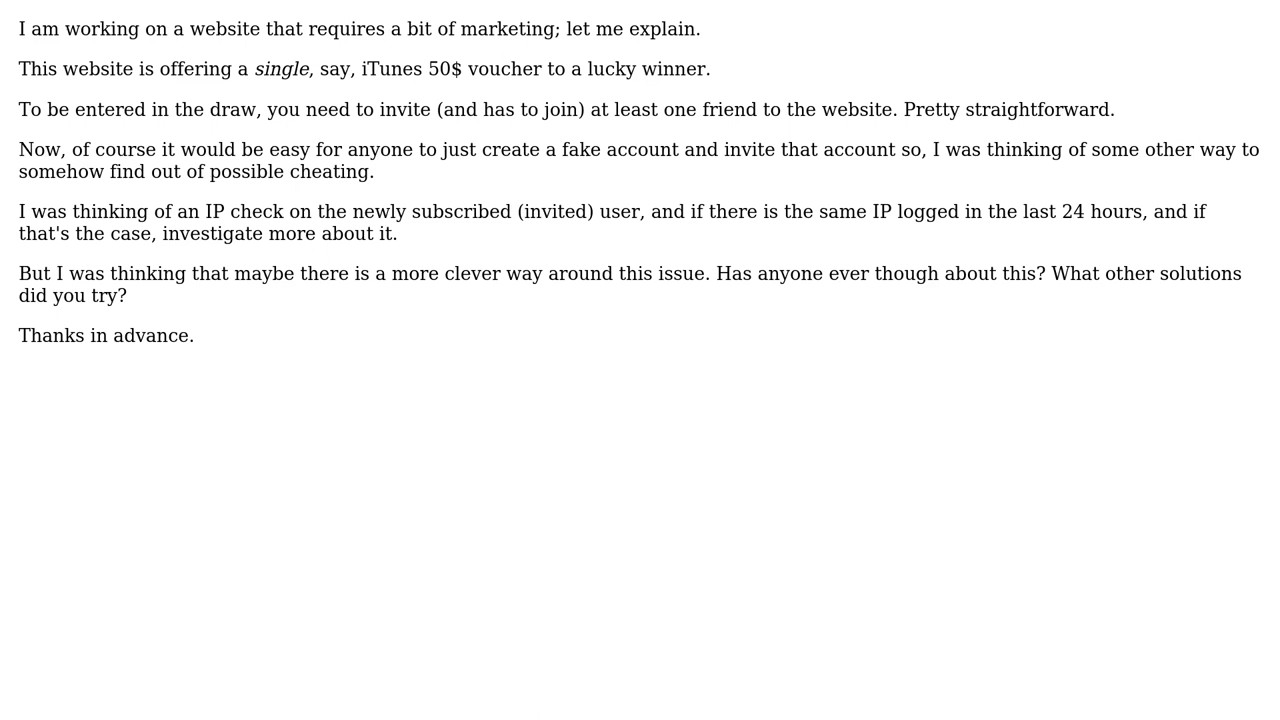 I am working on a website that requires a bit of marketing; let me explain.
This website is offering a single, say, iTunes 50$ voucher to a lucky winner.
To be entered in the draw, you need to invite (and has to join) at least one friend to the website. Pretty straightforward.
Now, of course it would be easy for anyone to just create a fake account and invite that account so, I was thinking of some other way to
somehow find out of possible cheating.
I was thinking of an IP check on the newly subscribed (invited) user, and if there is the same IP logged in the last 24 hours, and if
that's the case, investigate more about it.
But I was thinking that maybe there is a more clever way around this issue. Has anyone ever though about this? What other solutions
did you try?
Thanks in advance.